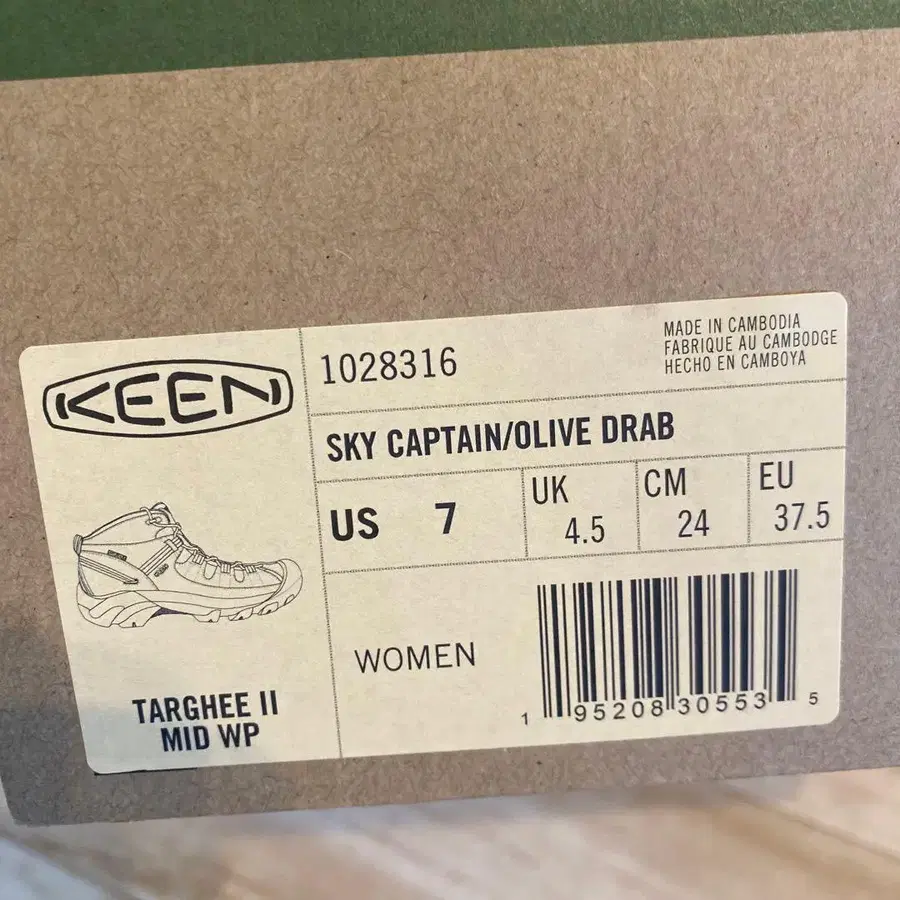 KEEN
1028316
MADE IN CAMBODIA
FABRIQUE AU CAMBODGE
HECHO EN CAMBOYA
SKY CAPTAIN/OLIVE DRAB
US 7
UK 4.5
CM 24
EU 37.5
WOMEN
TARGHEE II
MID WP
1 95208 30553 5